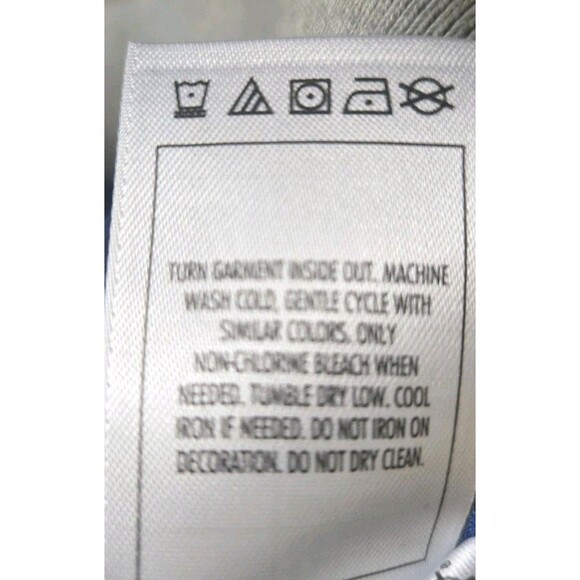 TURN GARMENT INSIDE OUT. MACHINE
WASH COLD, GENTLE CYCLE WITH
SIMILAR COLORS. ONLY
NON-CHLORINE BLEACH WHEN
NEEDED. TUMBLE DRY LOW. COOL
IRON IF NEEDED. DO NOT IRON ON
DECORATION. DO NOT DRY CLEAN.